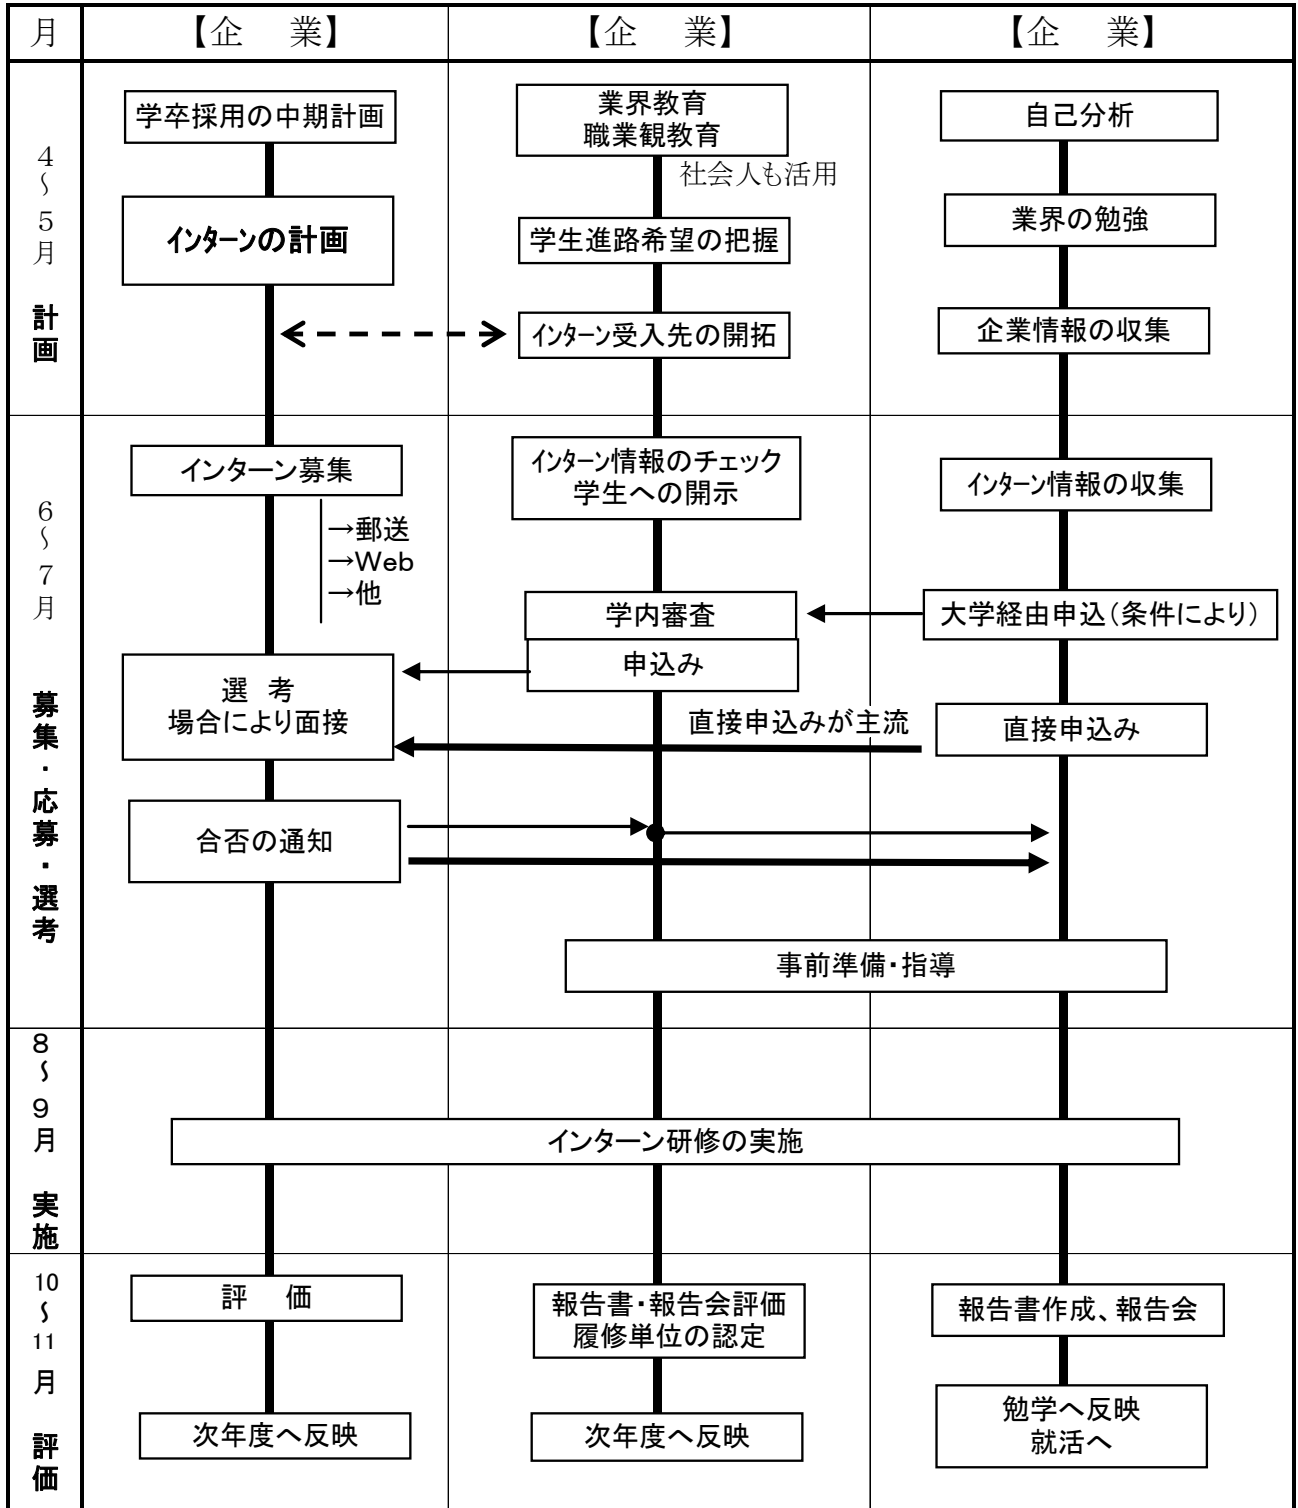 月
【企　業】
【企　業】
【企　業】
4
～
5
月
計
画
学卒採用の中期計画
インターンの計画
業界教育
職業観教育
社会人も活用
学生進路希望の把握
インターン受入先の開拓
自己分析
業界の勉強
企業情報の収集
6
～
7
月
募
集
・
応
募
・
選
考
インターン募集
→郵送
→Web
→他
選　考
場合により面接
合否の通知
インターン情報のチェック
学生への開示
学内審査
申込み
直接申込みが主流
インターン情報の収集
大学経由申込（条件により）
直接申込み
事前準備・指導
8
～
9
月
実
施
インターン研修の実施
10
～
11
月
評
価
評　価
次年度へ反映
報告書・報告会評価
履修単位の認定
次年度へ反映
報告書作成、報告会
勉学へ反映
就活へ